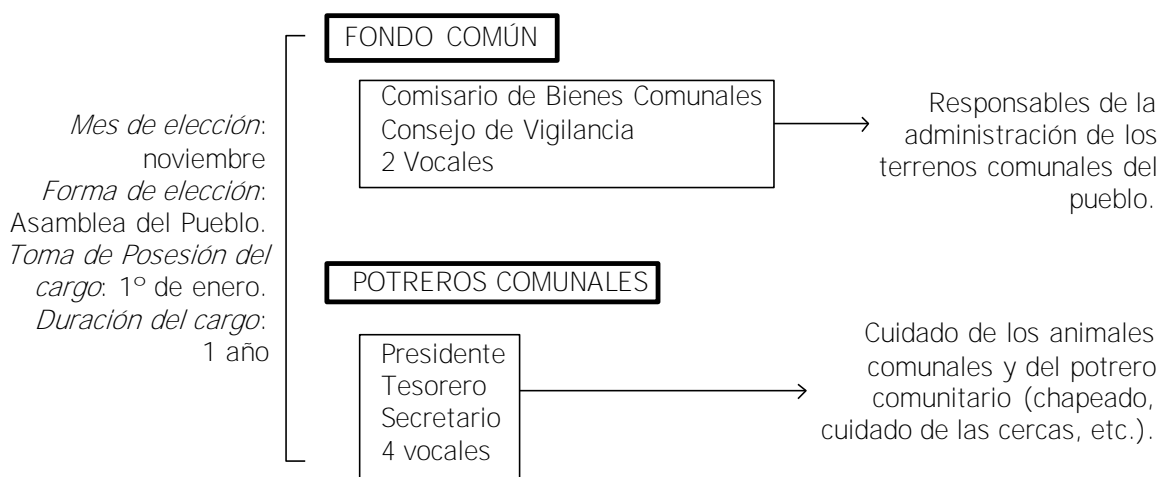 FONDO COMÚN
Comisario de Bienes Comunales
Consejo de Vigilancia
2 Vocales
Responsables de la
administración de los
terrenos comunales del
pueblo.
Mes de elección:
noviembre
Forma de elección:
Asamblea del Pueblo.
Toma de Posesión del
cargo: 1º de enero.
Duración del cargo:
1 año
POTREROS COMUNALES
Presidente
Tesorero
Secretario
4 vocales
Cuidado de los animales
comunales y del potrero
comunitario (chapeado,
cuidado de las cercas, etc.).